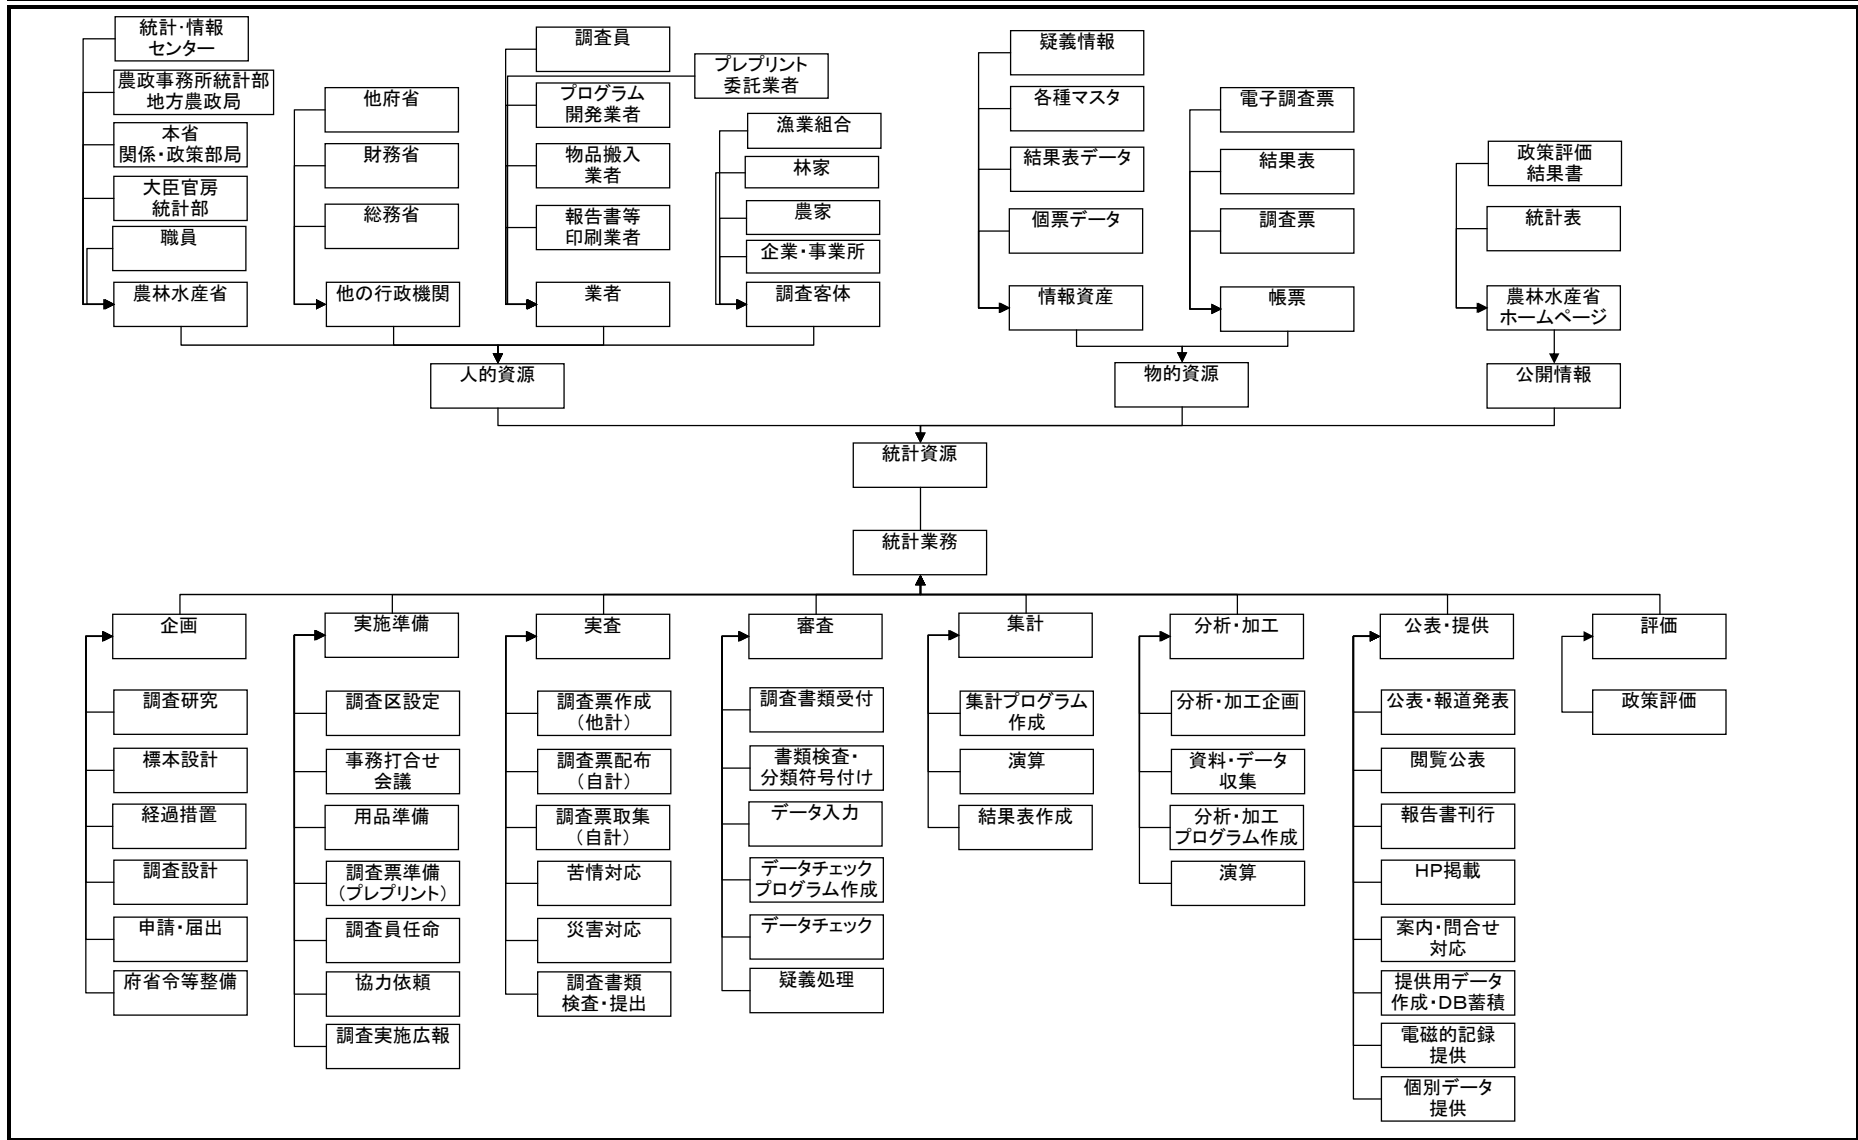 統計・情報
センター
農政事務所統計部
地方農政局
本省
関係・政策部局
大臣官房
統計部
職員
農林水産省
他府省
財務省
総務省
他の行政機関
調査員
プレプリント
委託業者
プログラム
開発業者
物品搬入
業者
報告書等
印刷業者
業者
漁業組合
林家
農家
企業・事業所
調査客体
疑義情報
各種マスタ
結果表データ
個票データ
情報資産
電子調査票
結果表
調査票
帳票
政策評価
結果書
統計表
農林水産省
ホームページ
人的資源
物的資源
公開情報
統計資源
統計業務
企画
調査研究
標本設計
経過措置
調査設計
申請・届出
府省令等整備
実施準備
調査区設定
事務打合せ
会議
用品準備
調査票準備
（プレプリント）
調査員任命
協力依頼
調査実施広報
実査
調査票作成
（他計）
調査票配布
（自計）
調査票取集
（自計）
苦情対応
災害対応
調査書類
検査・提出
審査
調査書類受付
書類検査・
分類符号付け
データ入力
データチェック
プログラム作成
データチェック
疑義処理
集計
集計プログラム
作成
演算
結果表作成
分析・加工
分析・加工企画
資料・データ
収集
分析・加工
プログラム作成
演算
公表・提供
公表・報道発表
閲覧公表
報告書刊行
HP掲載
案内・問合せ
対応
提供用データ
作成・DB蓄積
電磁的記録
提供
個別データ
提供
評価
政策評価